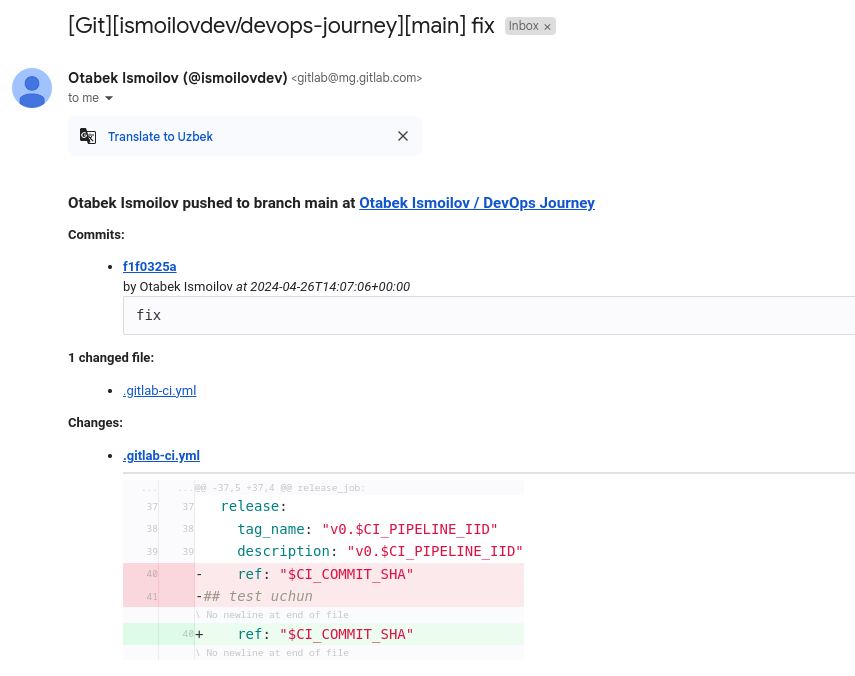 [Git][ismoilovdev/devops-journey][main] fix Inbox ×
Otabek Ismoilov (@ismoilovdev) <gitlab@mg.gitlab.com>
to me
Translate to Uzbek
Otabek Ismoilov pushed to branch main at Otabek Ismoilov / DevOps Journey
Commits:
• f1f0325a
by Otabek Ismoilov at 2024-04-26T14:07:06+00:00
fix
1 changed file:
• .gitlab-ci.yml
Changes:
• .gitlab-ci.yml
... ...@@ -37,5 +37,4 @@ release_job:
37 37 release:
38 38 tag_name: "v0.$CI_PIPELINE_IID"
39 39 description: "v0.$CI_PIPELINE_IID"
40 - ref: "$CI_COMMIT_SHA"
41 -## test uchun
\ No newline at end of file
40+ ref: "$CI_COMMIT_SHA"
\ No newline at end of file